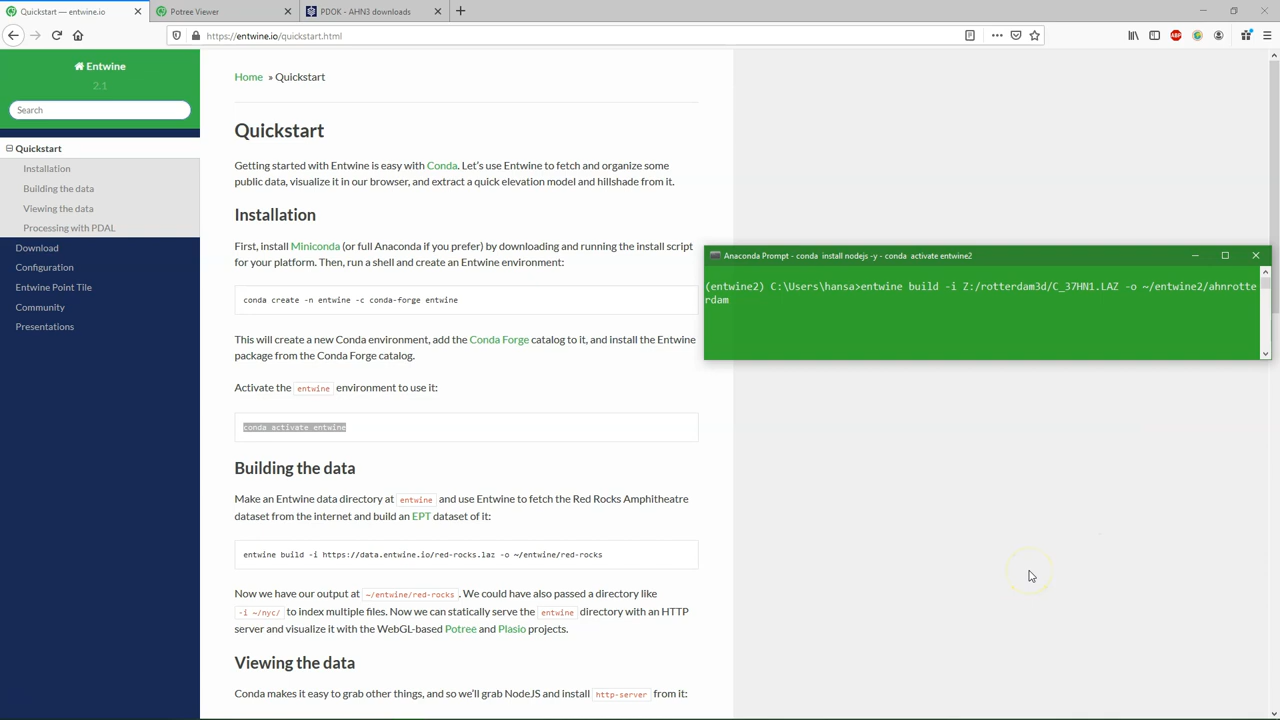 Quickstart — entwine.io
Potree Viewer
PDOK - AHN3 downloads
https://entwine.io/quickstart.html
ABP
Entwine
2.1
Search
Quickstart
Installation
Building the data
Viewing the data
Processing with PDAL
Download
Configuration
Entwine Point Tile
Community
Presentations
Home » Quickstart
Quickstart
Getting started with Entwine is easy with Conda. Let's use Entwine to fetch and organize some
public data, visualize it in our browser, and extract a quick elevation model and hillshade from it.
Installation
First, install Miniconda (or full Anaconda if you prefer) by downloading and running the install script
for your platform. Then, run a shell and create an Entwine environment:
conda create -n entwine -c conda-forge entwine
This will create a new Conda environment, add the Conda Forge catalog to it, and install the Entwine
package from the Conda Forge catalog.
Activate the entwine environment to use it:
conda activate entwine
Building the data
Make an Entwine data directory at entwine and use Entwine to fetch the Red Rocks Amphitheatre
dataset from the internet and build an EPT dataset of it:
entwine build -i https://data.entwine.io/red-rocks.laz -o ~/entwine/red-rocks
Now we have our output at ~/entwine/red-rocks. We could have also passed a directory like
-i ~/nyc/ to index multiple files. Now we can statically serve the entwine directory with an HTTP
server and visualize it with the WebGL-based Potree and Plasio projects.
Viewing the data
Conda makes it easy to grab other things, and so we'll grab NodeJS and install http-server from it:
Anaconda Prompt - conda install nodejs -y - conda activate entwine2
(entwine2) C:\Users\hansa>entwine build -i Z:/rotterdam3d/C_37HN1.LAZ -o ~/entwine2/ahnrotte
rdam